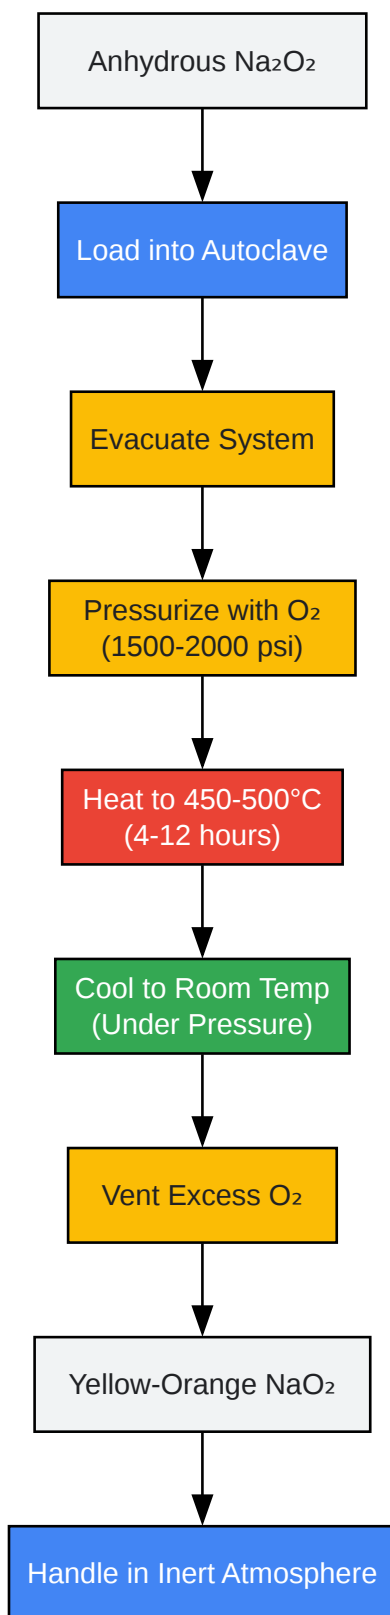 Anhydrous Na₂O₂
Load into Autoclave
Evacuate System
Pressurize with O₂
(1500-2000 psi)
Heat to 450-500°C
(4-12 hours)
Cool to Room Temp
(Under Pressure)
Vent Excess O₂
Yellow-Orange NaO₂
Handle in Inert Atmosphere